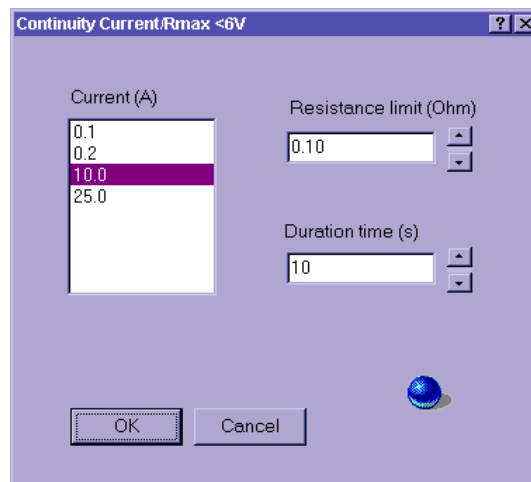 Continuity Current/Rmax <6V
Current (A)
0.1
0.2
10.0
25.0
Resistance limit (Ohm)
0.10
Duration time (s)
10
OK
Cancel